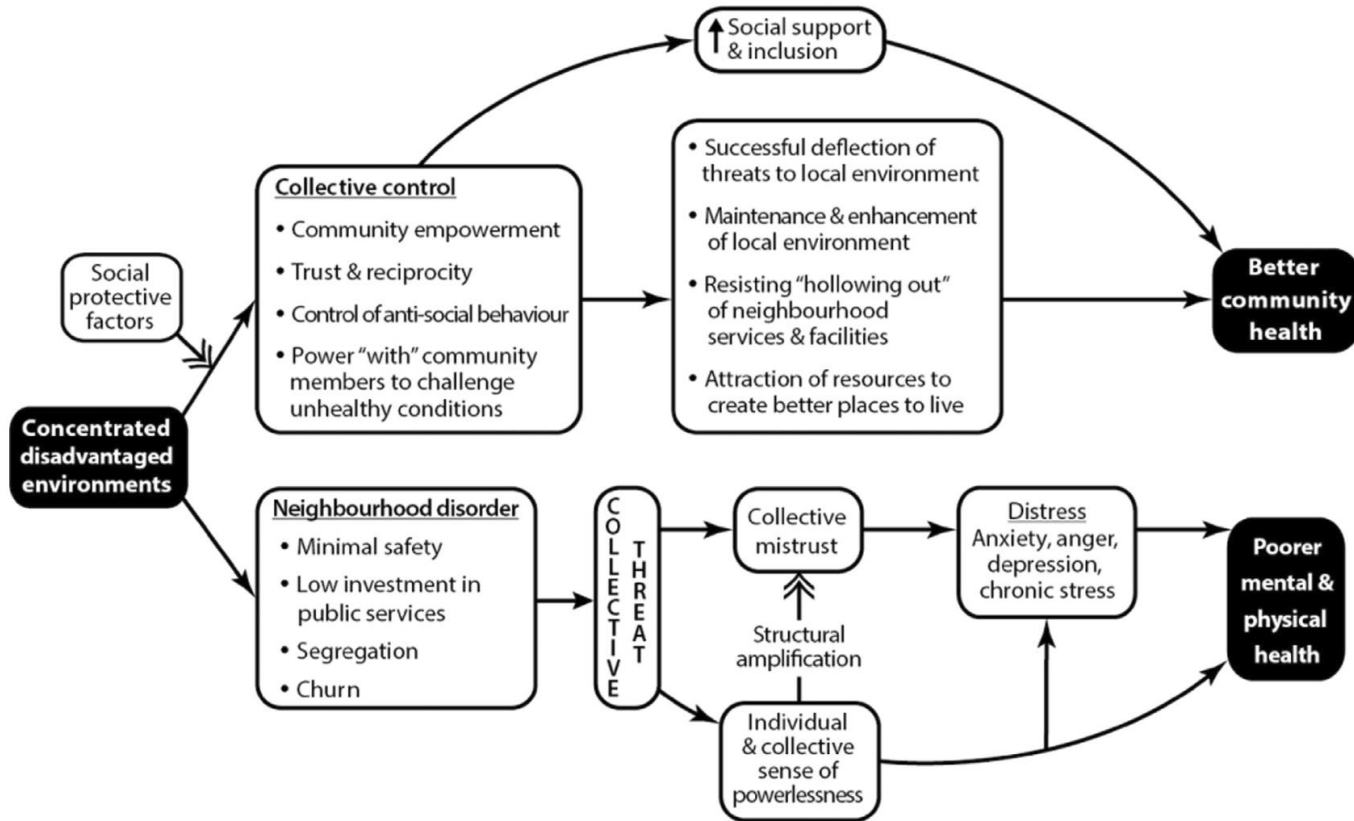 ↑ Social support
& inclusion
Collective control
• Community empowerment
• Trust & reciprocity
• Control of anti-social behaviour
• Power “with” community
members to challenge
unhealthy conditions
• Successful deflection of
threats to local environment
• Maintenance & enhancement
of local environment
• Resisting “hollowing out”
of neighbourhood
services & facilities
• Attraction of resources to
create better places to live
Better
community
health
Social
protective
factors
Concentrated
disadvantaged
environments
Neighbourhood disorder
• Minimal safety
• Low investment in
public services
• Segregation
• Churn
COLLECTIVE
THREAT
Collective
mistrust
Structural
amplification
Individual
& collective
sense of
powerlessness
Distress
Anxiety, anger,
depression,
chronic stress
Poorer
mental &
physical
health